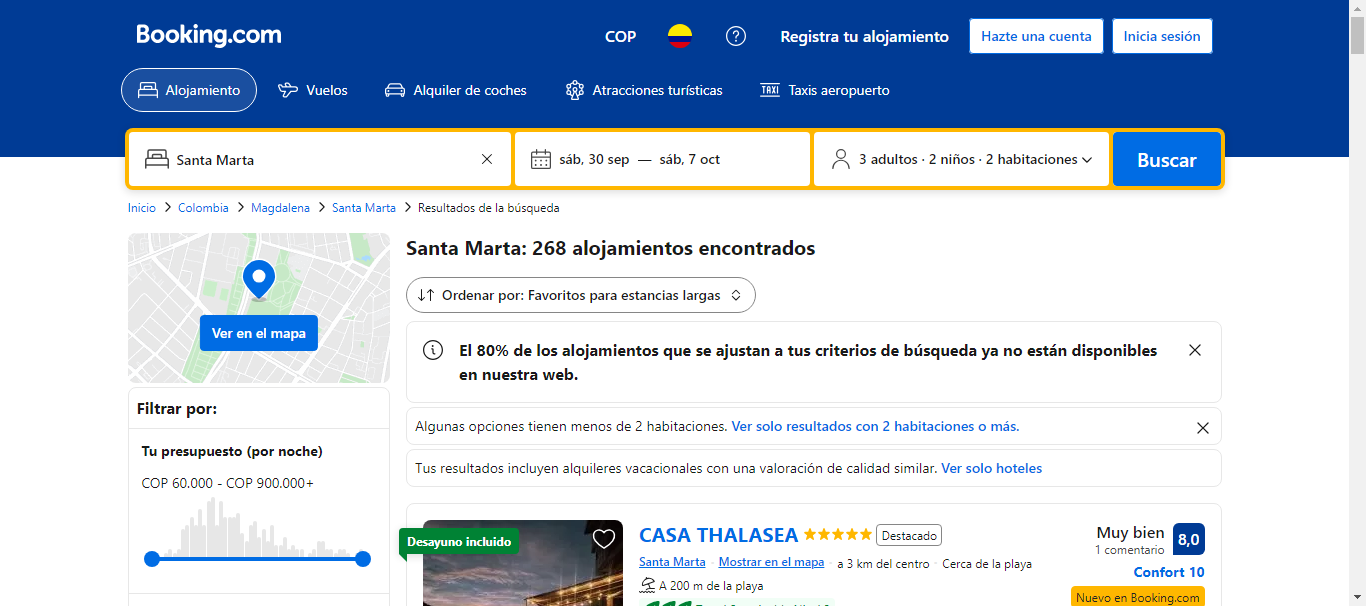 Booking.com
COP
Registra tu alojamiento
Hazte una cuenta
Inicia sesión
Alojamiento
Vuelos
Alquiler de coches
Atracciones turísticas
TAXI
Taxis aeropuerto
Santa Marta
sáb, 30 sep — sáb, 7 oct
3 adultos · 2 niños · 2 habitaciones
Buscar
Inicio > Colombia > Magdalena > Santa Marta > Resultados de la búsqueda
Ver en el mapa
Filtrar por:
Tu presupuesto (por noche)
COP 60.000 - COP 900.000+
Santa Marta: 268 alojamientos encontrados
Ordenar por: Favoritos para estancias largas
El 80% de los alojamientos que se ajustan a tus criterios de búsqueda ya no están disponibles
en nuestra web.
Algunas opciones tienen menos de 2 habitaciones. Ver solo resultados con 2 habitaciones o más.
Tus resultados incluyen alquileres vacacionales con una valoración de calidad similar. Ver solo hoteles
Desayuno incluido
CASA THALASEA
Destacado
Santa Marta · Mostrar en el mapa · a 3 km del centro · Cerca de la playa
A 200 m de la playa
Muy bien
1 comentario
8,0
Confort 10
Nuevo en Booking.com